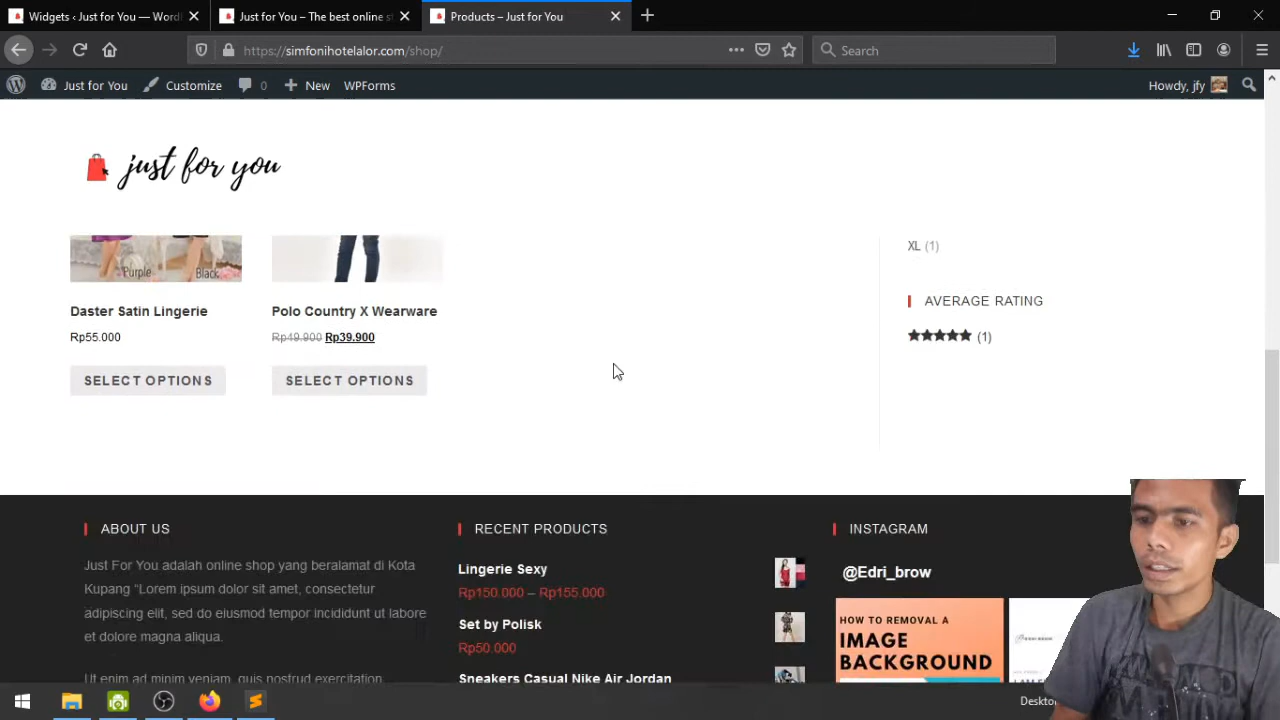 Widgets ‹ Just for You — Word
Just for You – The best online s
Products – Just for You
https://simfonihotelalor.com/shop/
Search
Just for You
Customize
0
New
WPForms
Howdy, jfy
just for you
Purple
Black
XL (1)
AVERAGE RATING
(1)
Daster Satin Lingerie
Rp55.000
SELECT OPTIONS
Polo Country X Wearware
Rp49.900 Rp39.900
SELECT OPTIONS
ABOUT US
Just For You adalah online shop yang beralamat di Kota
Kupang “Lorem ipsum dolor sit amet, consectetur
adipiscing elit, sed do eiusmod tempor incididunt ut labore
et dolore magna aliqua.
Ut enim ad minim veniam, quis nostrud exercitation
RECENT PRODUCTS
Lingerie Sexy
Rp150.000 – Rp155.000
Set by Polisk
Rp50.000
Sneakers Casual Nike Air Jordan
INSTAGRAM
@Edri_brow
HOW TO REMOVAL A
IMAGE
BACKGROUND
Deskto